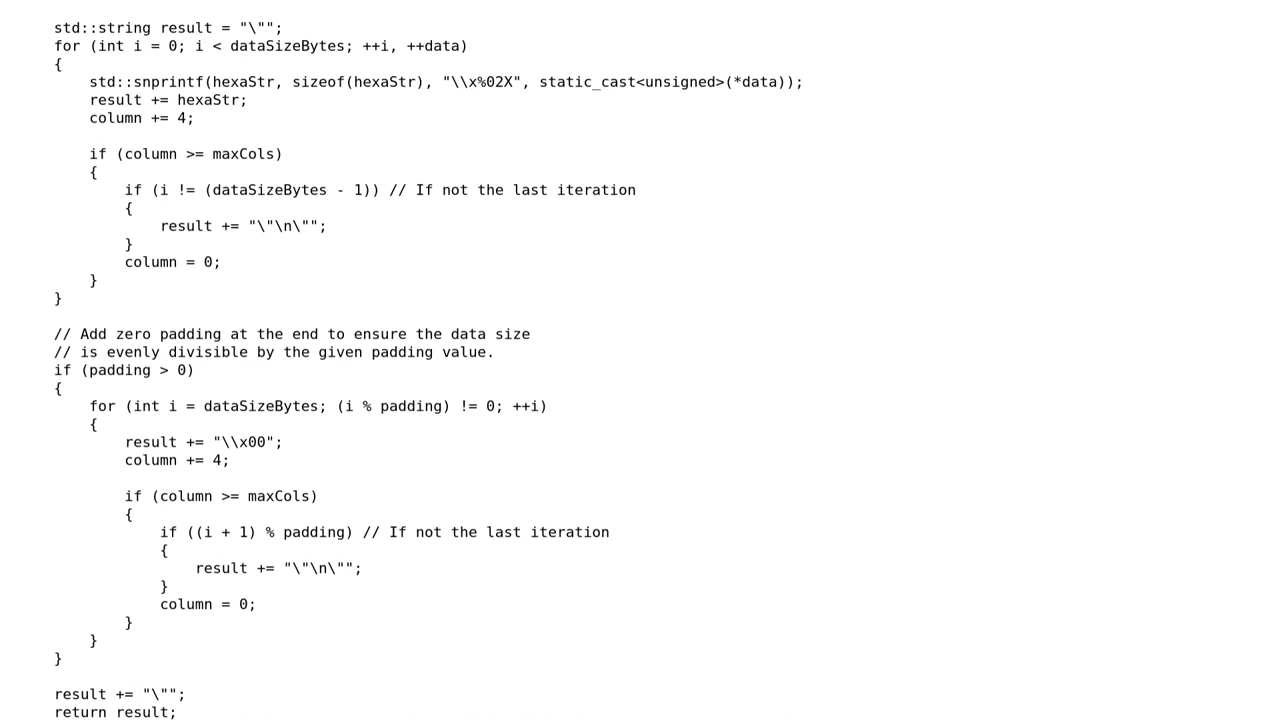 std::string result = "\"";
for (int i = 0; i < dataSizeBytes; ++i, ++data)
{
    std::snprintf(hexaStr, sizeof(hexaStr), "\\x%02X", static_cast<unsigned>(*data));
    result += hexaStr;
    column += 4;

    if (column >= maxCols)
    {
        if (i != (dataSizeBytes - 1)) // If not the last iteration
        {
            result += "\"\n\"";
        }
        column = 0;
    }
}

// Add zero padding at the end to ensure the data size
// is evenly divisible by the given padding value.
if (padding > 0)
{
    for (int i = dataSizeBytes; (i % padding) != 0; ++i)
    {
        result += "\\x00";
        column += 4;

        if (column >= maxCols)
        {
            if ((i + 1) % padding) // If not the last iteration
            {
                result += "\"\n\"";
            }
            column = 0;
        }
    }
}

result += "\"";
return result;